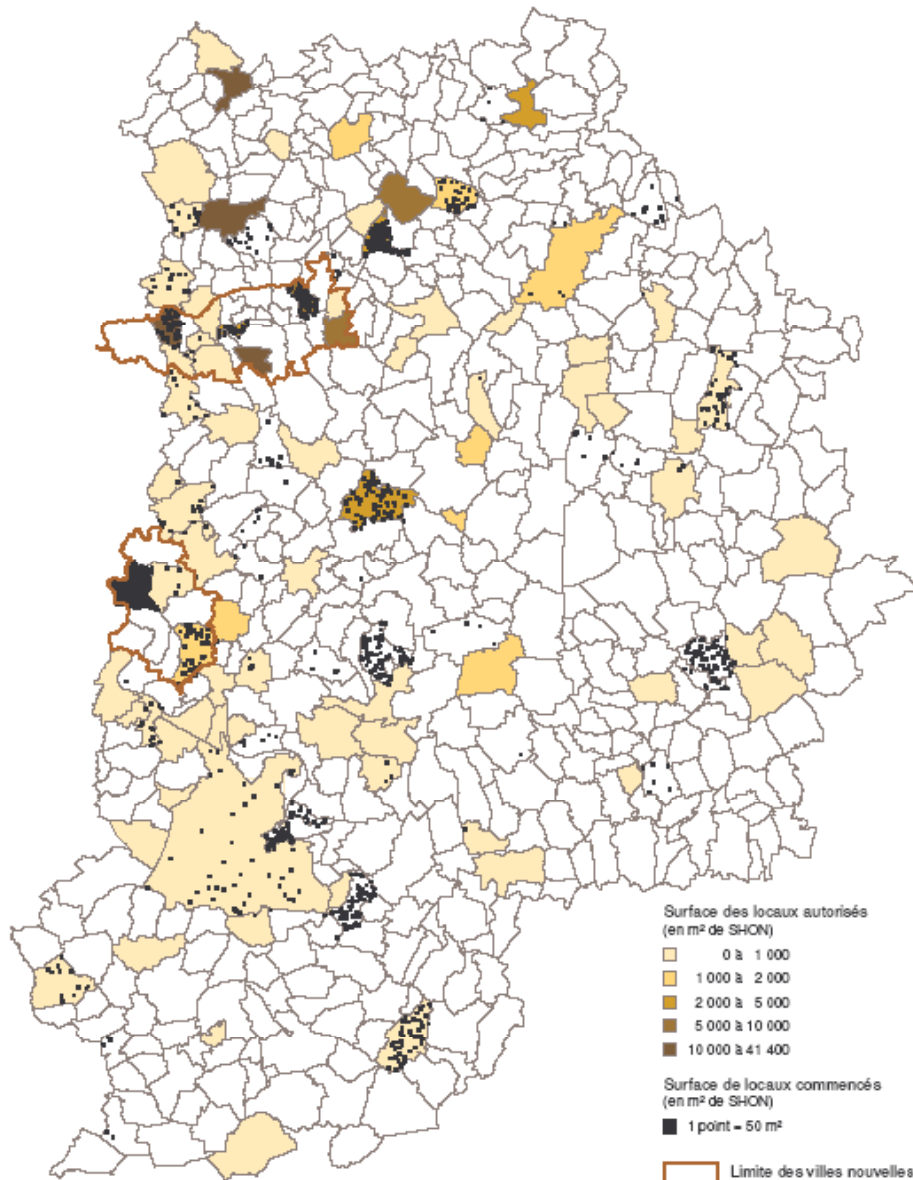 Surface des locaux autorisés
(en m² de SHON)
0 à 1 000
1 000 à 2 000
2 000 à 5 000
5 000 à 10 000
10 000 à 41 400
Surface de locaux commencés
(en m² de SHON)
1 point = 50 m²
Limite des villes nouvelles